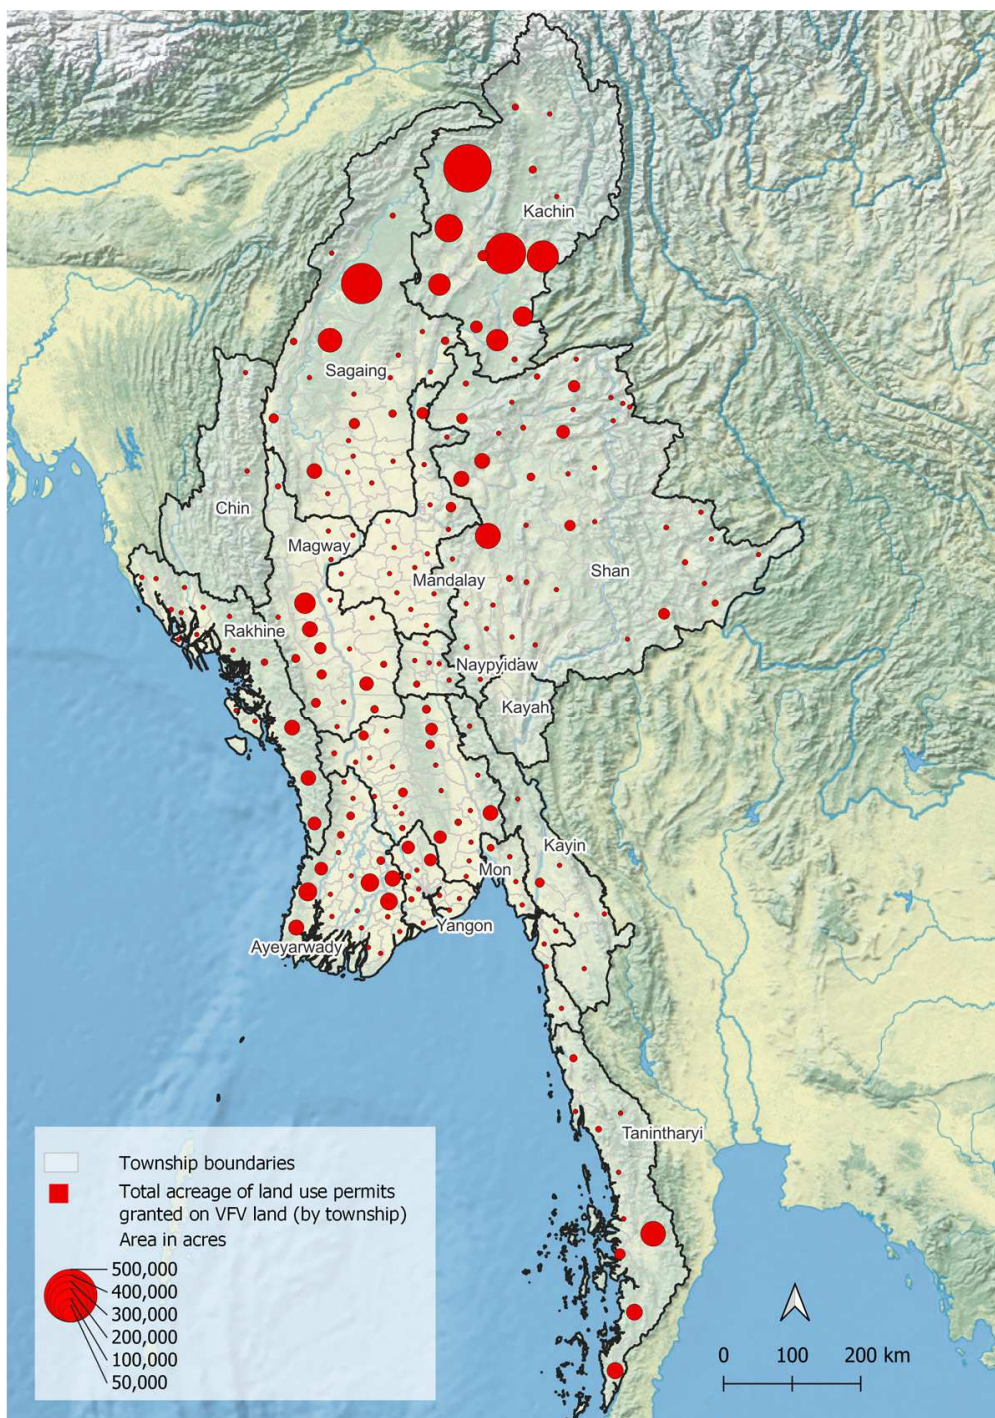 Kachin
Sagaing
Chin
Magway
Mandalay
Shan
Rakhine
Naypyidaw
Kayah
Kayin
Mon
Yangon
Ayeyarwady
Tanintharyi
Township boundaries
Total acreage of land use permits
granted on VFV land (by township)
Area in acres
500,000
400,000
300,000
200,000
100,000
50,000
0 100 200 km